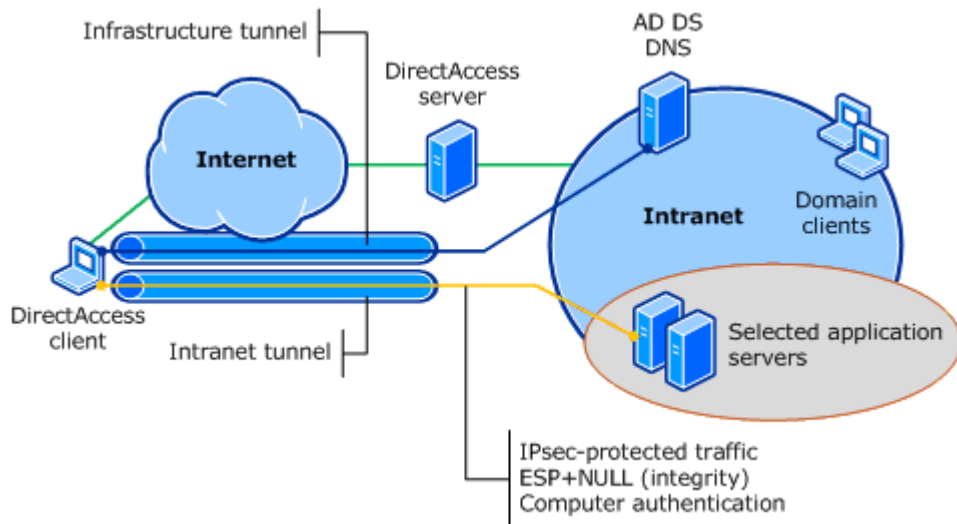 Infrastructure tunnel
AD DS
DNS
DirectAccess
server
Internet
Intranet
Domain
clients
DirectAccess
client
Intranet tunnel
Selected application
servers
IPsec-protected traffic
ESP+NULL (integrity)
Computer authentication